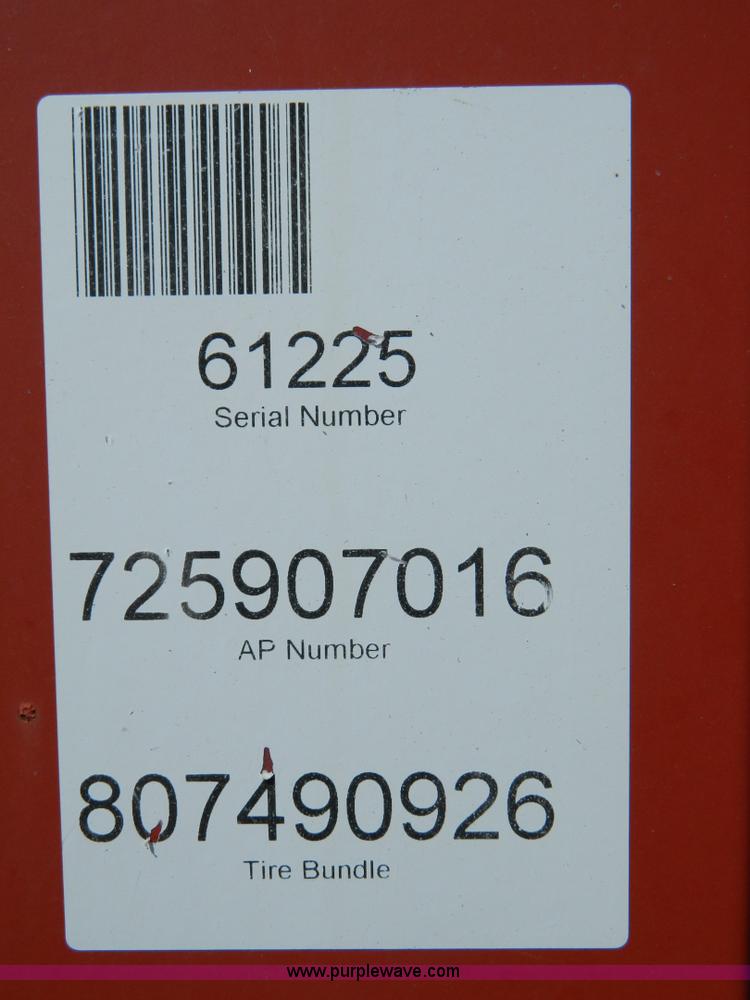 61225
Serial Number
725907016
AP Number
807490926
Tire Bundle
www.purplewave.com